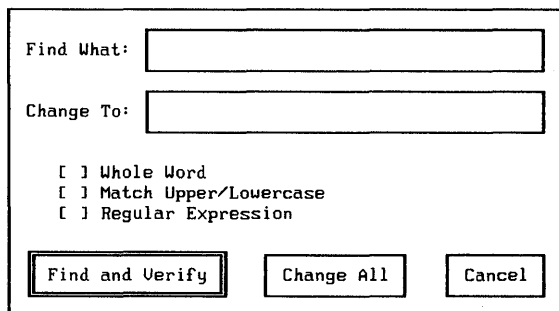 Find What:
Change To:
[ ] Whole Word
[ ] Match Upper/Lowercase
[ ] Regular Expression
Find and Verify Change All Cancel